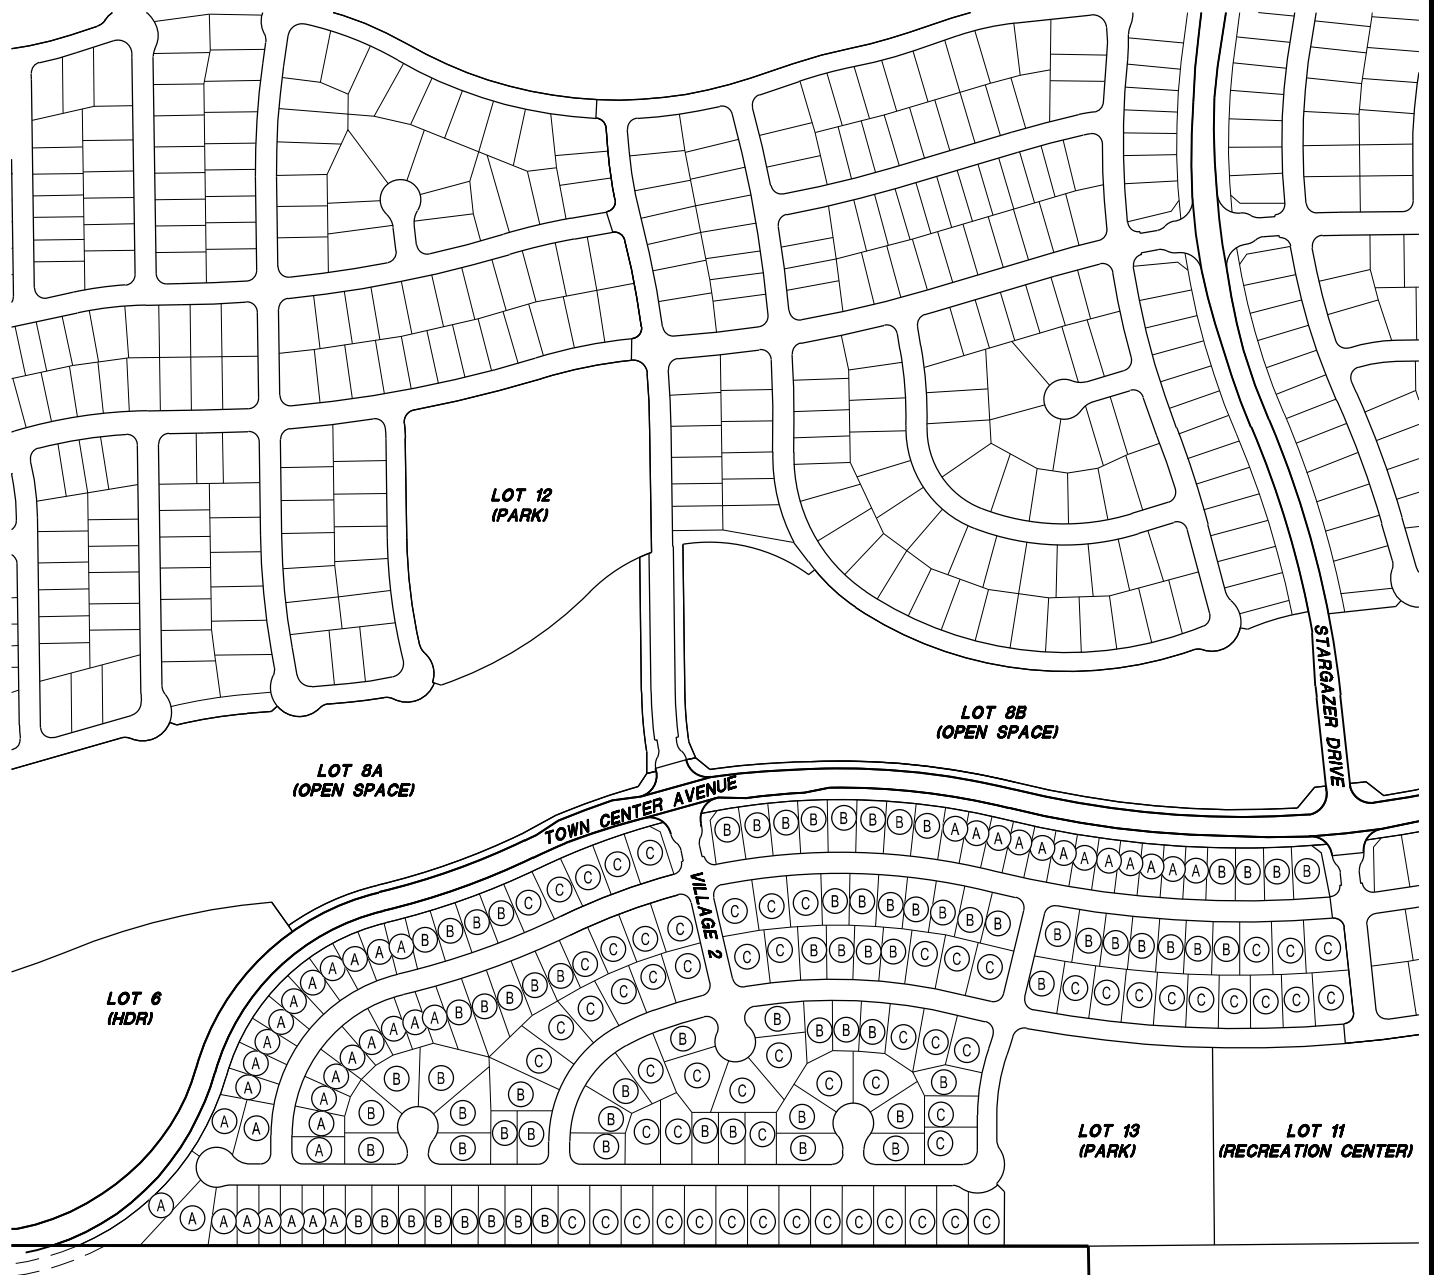 LOT 12
(PARK)
STARGAZER DRIVE
LOT 8B
(OPEN SPACE)
LOT 8A
(OPEN SPACE)
TOWN CENTER AVENUE
B B B B B B B B A A A A A A A A A A A A B B B B
C C C C C B B B B A A A A A A A A A A A A A A
VILLAGE 2
C C C B B B B B B B
C C B B B B C C C
B B B B B B B C C C
B C C C C C C C C C
C C C C B B B B B A A A A A A A A A A
C C C C C C
LOT 6
(HDR)
B B B B C C C
B C C C C C C B
B B B B B C
B B B B B C
B B B C C B B C B B C
LOT 13
(PARK)
LOT 11
(RECREATION CENTER)
A A
A A A A A A A A B B B B B B B B C C C C C C C C C C C C C C